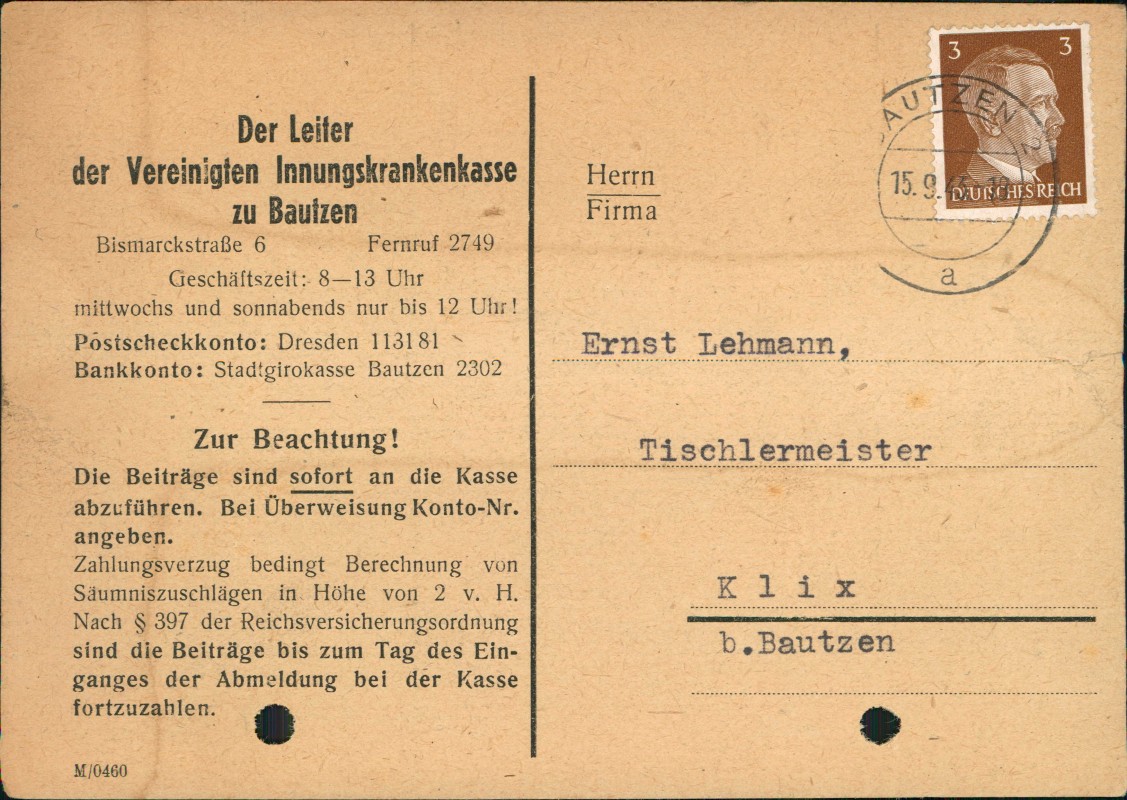 Der Leiter
der Vereinigten Innungskrankenkasse
zu Bautzen
Bismarckstraße 6 Fernruf 2749
Geschäftszeit: 8—13 Uhr
mittwochs und sonnabends nur bis 12 Uhr!
Postscheckkonto: Dresden 113181
Bankkonto: Stadtgirokasse Bautzen 2302
Zur Beachtung!
Die Beiträge sind sofort an die Kasse
abzuführen. Bei Überweisung Konto-Nr.
angeben.
Zahlungsverzug bedingt Berechnung von
Säumniszuschlägen in Höhe von 2 v. H.
Nach § 397 der Reichsversicherungsordnung
sind die Beiträge bis zum Tag des Ein-
ganges der Abmeldung bei der Kasse
fortzuzahlen.
M/0460
3 3
DEUTSCHES REICH
BAUTZEN 2
15.9.
a
Herrn
Firma
Ernst Lehmann,
Tischlermeister
Klix
b.Bautzen